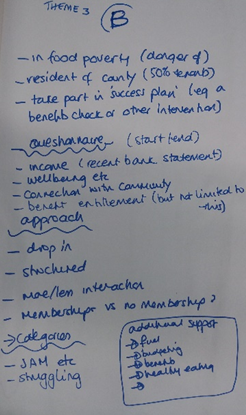 THEME 3
B
- in food poverty (danger of)
- resident of county (50% tenants)
- take part in 'success plan' (eg a
benefits check or other intervention)
Questionnaire (start/end)
- income (recent bank statement)
- wellbeing etc
- connection with community
- benefit entitlement (but not limited to
this)
approach
- drop in
- structured
- more/less interaction
- Membership vs no membership?
→ Categories
- JAM etc
- struggling
additional support
→ fuel
→ budgeting
→ benefits
→ healthy eating
→